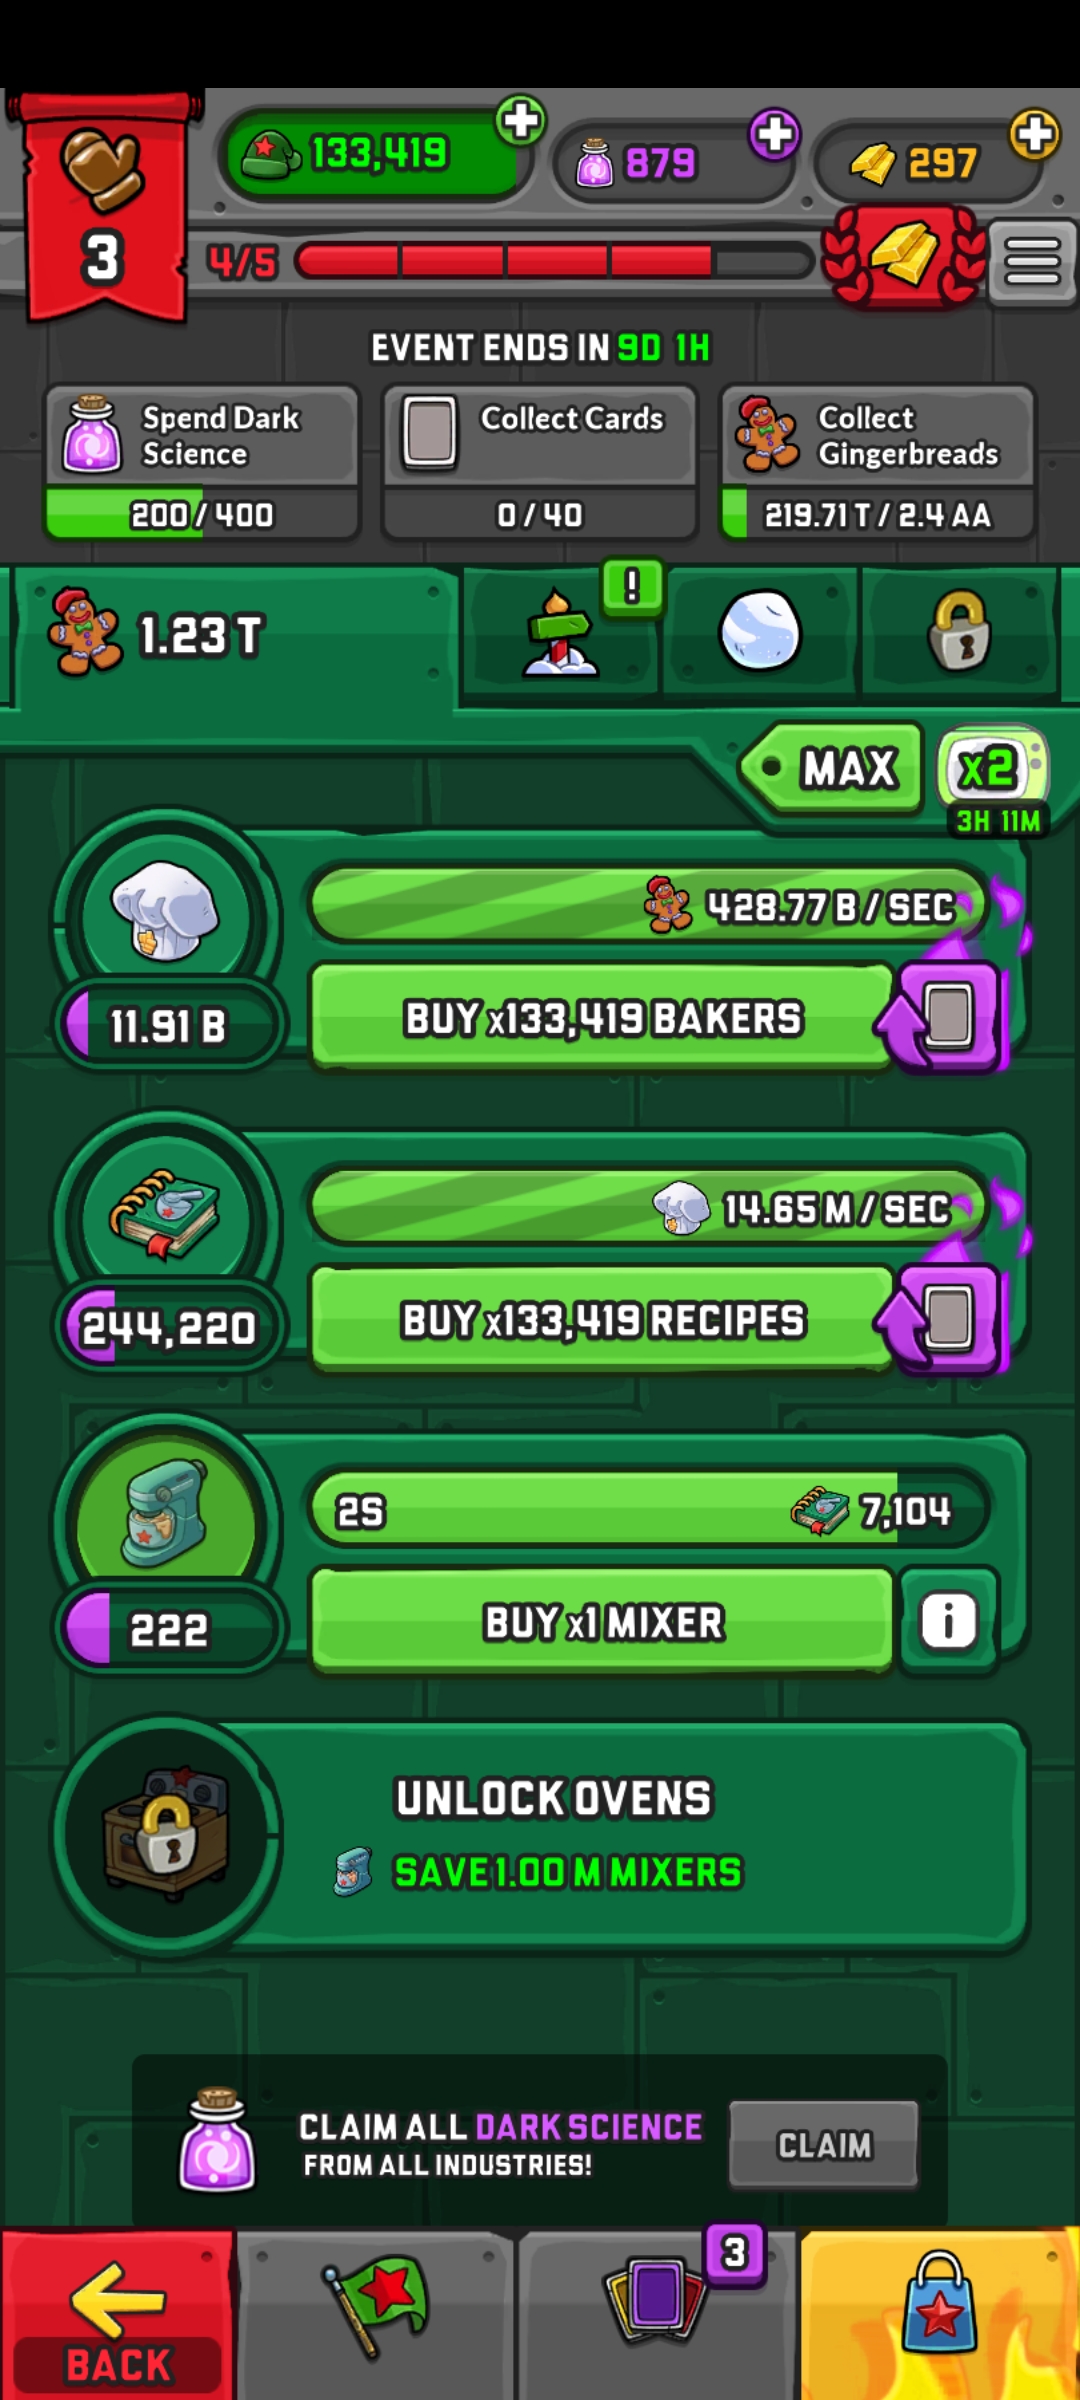 133,419
879
297
3
4/5
EVENT ENDS IN 9D 1H
Spend Dark Science
200 / 400
Collect Cards
0 / 40
Collect Gingerbreads
219.71 T / 2.4 AA
1.23 T
!
MAX
x2
3H 11M
428.77 B / SEC
11.91 B
BUY x133,419 BAKERS
14.65 M / SEC
244,220
BUY x133,419 RECIPES
2S
7,104
222
BUY x1 MIXER
i
UNLOCK OVENS
SAVE 1.00 M MIXERS
CLAIM ALL DARK SCIENCE
FROM ALL INDUSTRIES!
CLAIM
3
BACK